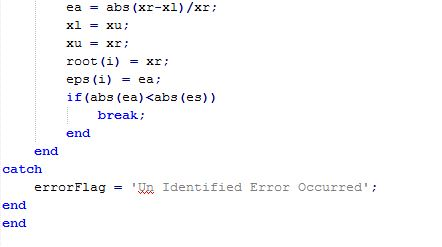 ea = abs(xr-xl)/xr;
xl = xu;
xu = xr;
root(i) = xr;
eps(i) = ea;
if(abs(ea)<abs(es))
break;
end
end
catch
errorFlag = 'Un Identified Error Occurred';
end
end